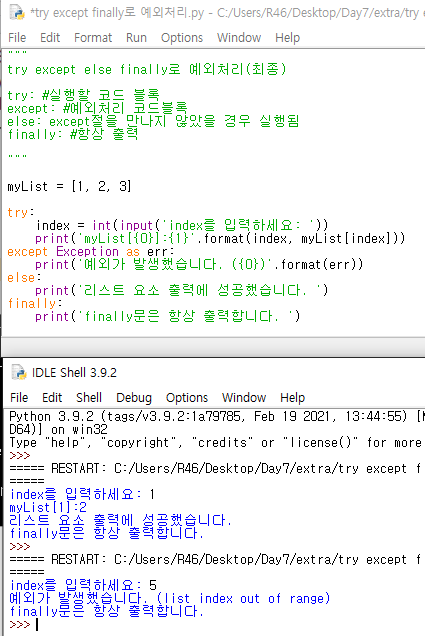 *try except finally로 예외처리.py - C:/Users/R46/Desktop/Day7/extra/try e
File Edit Format Run Options Window Help
"""
try except else finally로 예외처리(최종)
try: #실행할 코드 블록
except: #예외처리 코드블록
else: except절을 만나지 않았을 경우 실행됨
finally: #항상 출력
"""
myList = [1, 2, 3]
try:
index = int(input('index를 입력하세요: '))
print('myList[{0}]:{1}'.format(index, myList[index]))
except Exception as err:
print('예외가 발생했습니다. ({0})'.format(err))
else:
print('리스트 요소 출력에 성공했습니다. ')
finally:
print('finally문은 항상 출력합니다. ')
IDLE Shell 3.9.2
File Edit Shell Debug Options Window Help
Python 3.9.2 (tags/v3.9.2:1a79785, Feb 19 2021, 13:44:55) [M
D64)] on win32
Type "help", "copyright", "credits" or "license()" for more
>>>
===== RESTART: C:/Users/R46/Desktop/Day7/extra/try except f
=====
index를 입력하세요: 1
myList[1]:2
리스트 요소 출력에 성공했습니다.
finally문은 항상 출력합니다.
>>>
===== RESTART: C:/Users/R46/Desktop/Day7/extra/try except f
=====
index를 입력하세요: 5
예외가 발생했습니다. (list index out of range)
finally문은 항상 출력합니다.
>>>